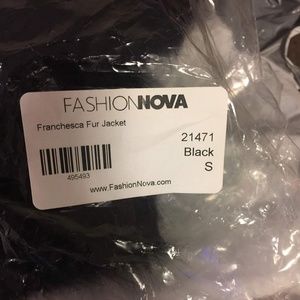 FASHIONNOVA
Franchesca Fur Jacket
21471
Black
S
495493
www.FashionNova.com